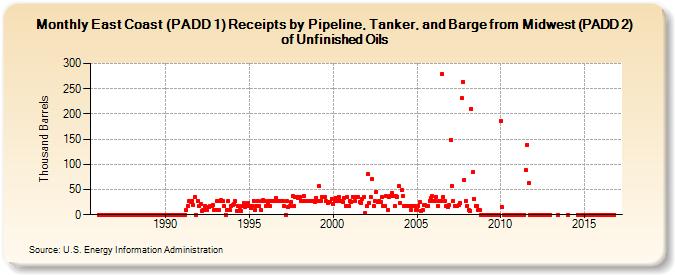 Monthly East Coast (PADD 1) Receipts by Pipeline, Tanker, and Barge from Midwest (PADD 2)
of Unfinished Oils
Thousand Barrels
300
250
200
150
100
50
0
1990 1995 2000 2005 2010 2015
Source: U.S. Energy Information Administration